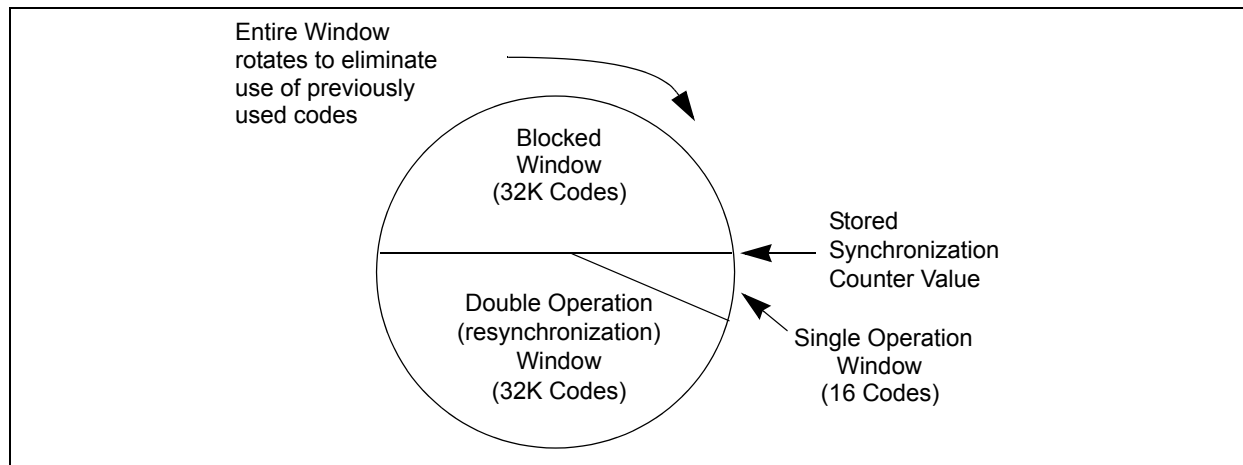 Entire Window
rotates to eliminate
use of previously
used codes
Blocked
Window
(32K Codes)
Stored
Synchronization
Counter Value
Double Operation
(resynchronization)
Window
(32K Codes)
Single Operation
Window
(16 Codes)